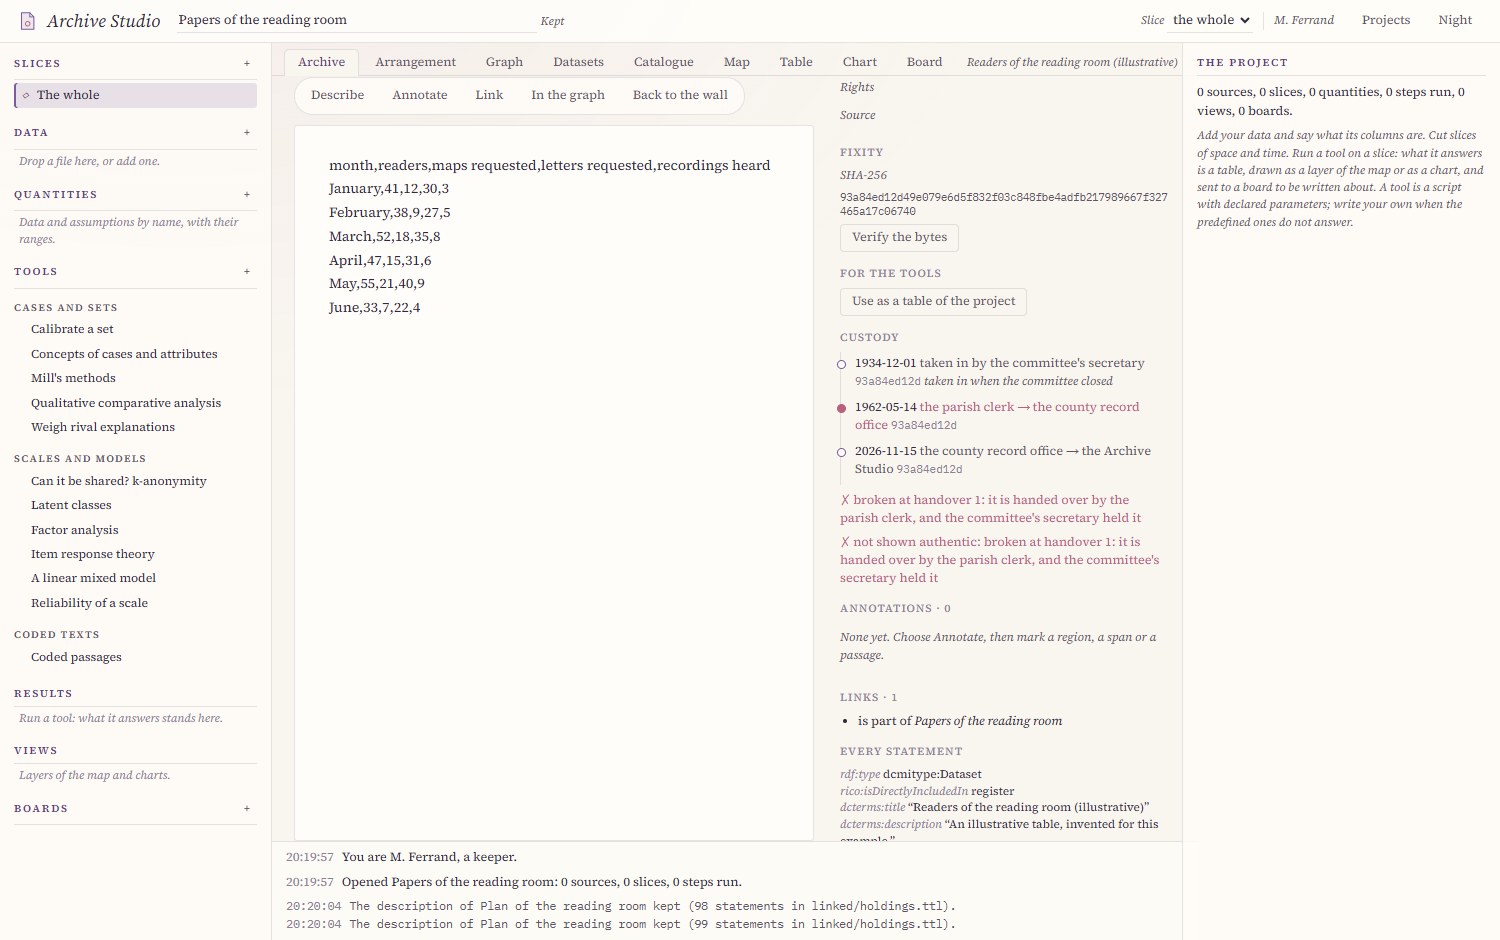 Archive Studio
Papers of the reading room
Kept
Slice the whole
M. Ferrand
Projects
Night
SLICES +
The whole
DATA +
Drop a file here, or add one.
QUANTITIES +
Data and assumptions by name, with their
ranges.
TOOLS +
CASES AND SETS
Calibrate a set
Concepts of cases and attributes
Mill's methods
Qualitative comparative analysis
Weigh rival explanations
SCALES AND MODELS
Can it be shared? k-anonymity
Latent classes
Factor analysis
Item response theory
A linear mixed model
Reliability of a scale
CODED TEXTS
Coded passages
RESULTS
Run a tool: what it answers stands here.
VIEWS
Layers of the map and charts.
BOARDS +
Archive
Arrangement
Graph
Datasets
Catalogue
Map
Table
Chart
Board
Readers of the reading room (illustrative)
Describe
Annotate
Link
In the graph
Back to the wall
month,readers,maps requested,letters requested,recordings heard
January,41,12,30,3
February,38,9,27,5
March,52,18,35,8
April,47,15,31,6
May,55,21,40,9
June,33,7,22,4
Rights
Source
FIXITY
SHA-256
93a84ed12d49e079e6d5f832f03c848fbe4adfb217989667f327
465a17c06740
Verify the bytes
FOR THE TOOLS
Use as a table of the project
CUSTODY
1934-12-01 taken in by the committee's secretary
93a84ed12d taken in when the committee closed
1962-05-14 the parish clerk → the county record
office 93a84ed12d
2026-11-15 the county record office → the Archive
Studio 93a84ed12d
✗ broken at handover 1: it is handed over by the
parish clerk, and the committee's secretary held it
✗ not shown authentic: broken at handover 1: it is
handed over by the parish clerk, and the committee's
secretary held it
ANNOTATIONS · 0
None yet. Choose Annotate, then mark a region, a span or a
passage.
LINKS · 1
• is part of Papers of the reading room
EVERY STATEMENT
rdf:type dcmitype:Dataset
rico:isDirectlyIncludedIn register
dcterms:title “Readers of the reading room (illustrative)”
dcterms:description “An illustrative table, invented for this
example.”
THE PROJECT
0 sources, 0 slices, 0 quantities, 0 steps run, 0
views, 0 boards.
Add your data and say what its columns are. Cut slices
of space and time. Run a tool on a slice: what it answers
is a table, drawn as a layer of the map or as a chart, and
sent to a board to be written about. A tool is a script
with declared parameters; write your own when the
predefined ones do not answer.
20:19:57 You are M. Ferrand, a keeper.
20:19:57 Opened Papers of the reading room: 0 sources, 0 slices, 0 steps run.
20:20:04 The description of Plan of the reading room kept (98 statements in linked/holdings.ttl).
20:20:04 The description of Plan of the reading room kept (99 statements in linked/holdings.ttl).